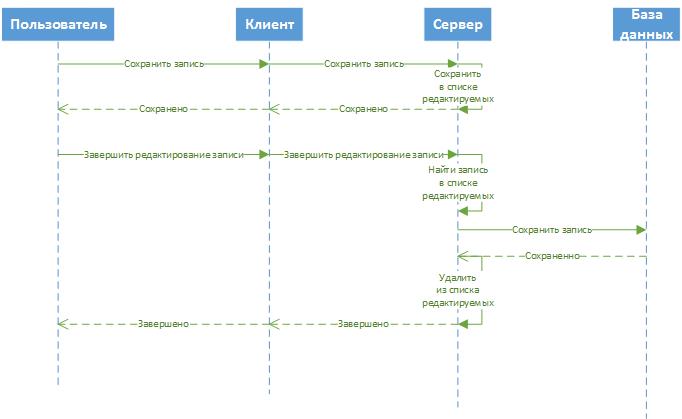 Пользователь
Клиент
Сервер
База
данных
Сохранить запись
Сохранить запись
Сохранить
в списке
редактируемых
Сохранено
Сохранено
Завершить редактирование записи
Завершить редактирование записи
Найти запись
в списке
редактируемых
Сохранить запись
Сохраненно
Удалить
из списка
редактируемых
Завершено
Завершено